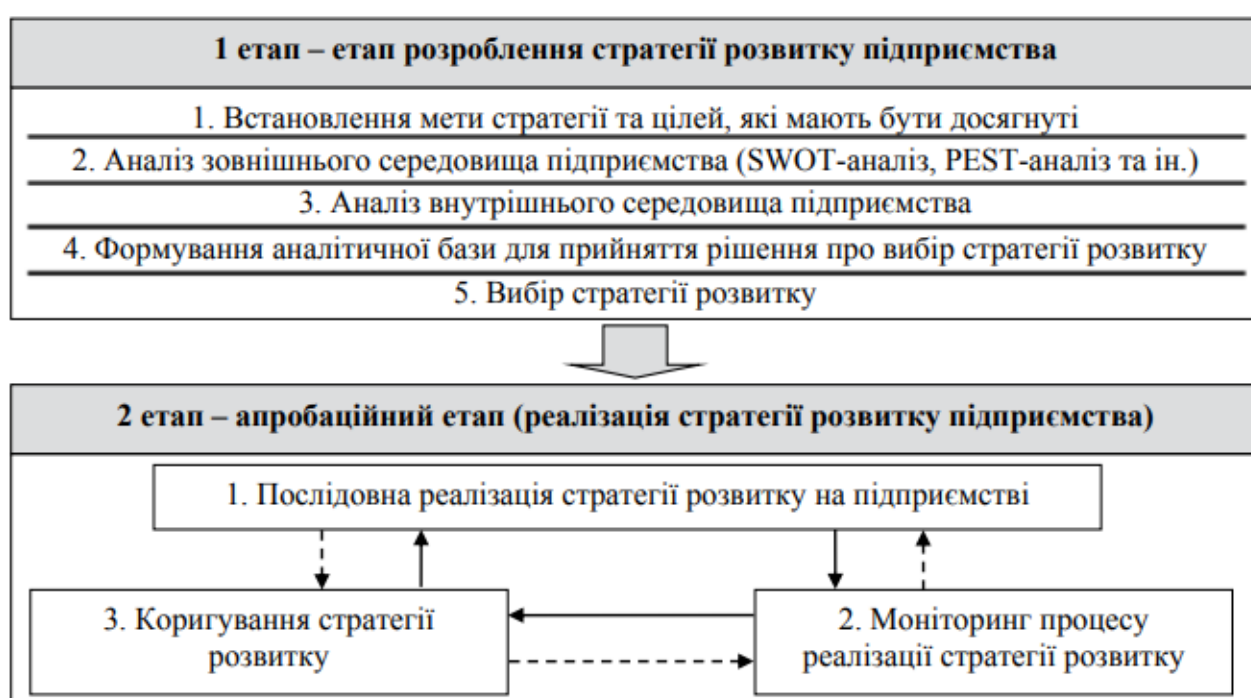 1 етап – етап розроблення стратегії розвитку підприємства
1. Встановлення мети стратегії та цілей, які мають бути досягнуті
2. Аналіз зовнішнього середовища підприємства (SWOT-аналіз, PEST-аналіз та ін.)
3. Аналіз внутрішнього середовища підприємства
4. Формування аналітичної бази для прийняття рішення про вибір стратегії розвитку
5. Вибір стратегії розвитку
2 етап – апробаційний етап (реалізація стратегії розвитку підприємства)
1. Послідовна реалізація стратегії розвитку на підприємстві
3. Коригування стратегії
розвитку
2. Моніторинг процесу
реалізації стратегії розвитку